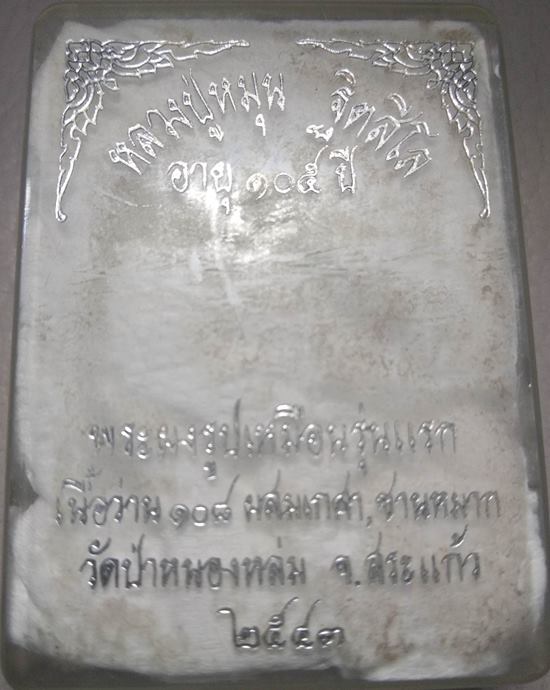 หลวงปู่หมุน ฐิตสีโล
อายุ ๑๐๕ ปี
พระผงรูปเหมือนรุ่นแรก
เนื้อว่าน ๑๐๘ ผสมเกศา, ชานหมาก
วัดป่าหนองหล่ม จ.สระแก้ว
๒๕๔๓